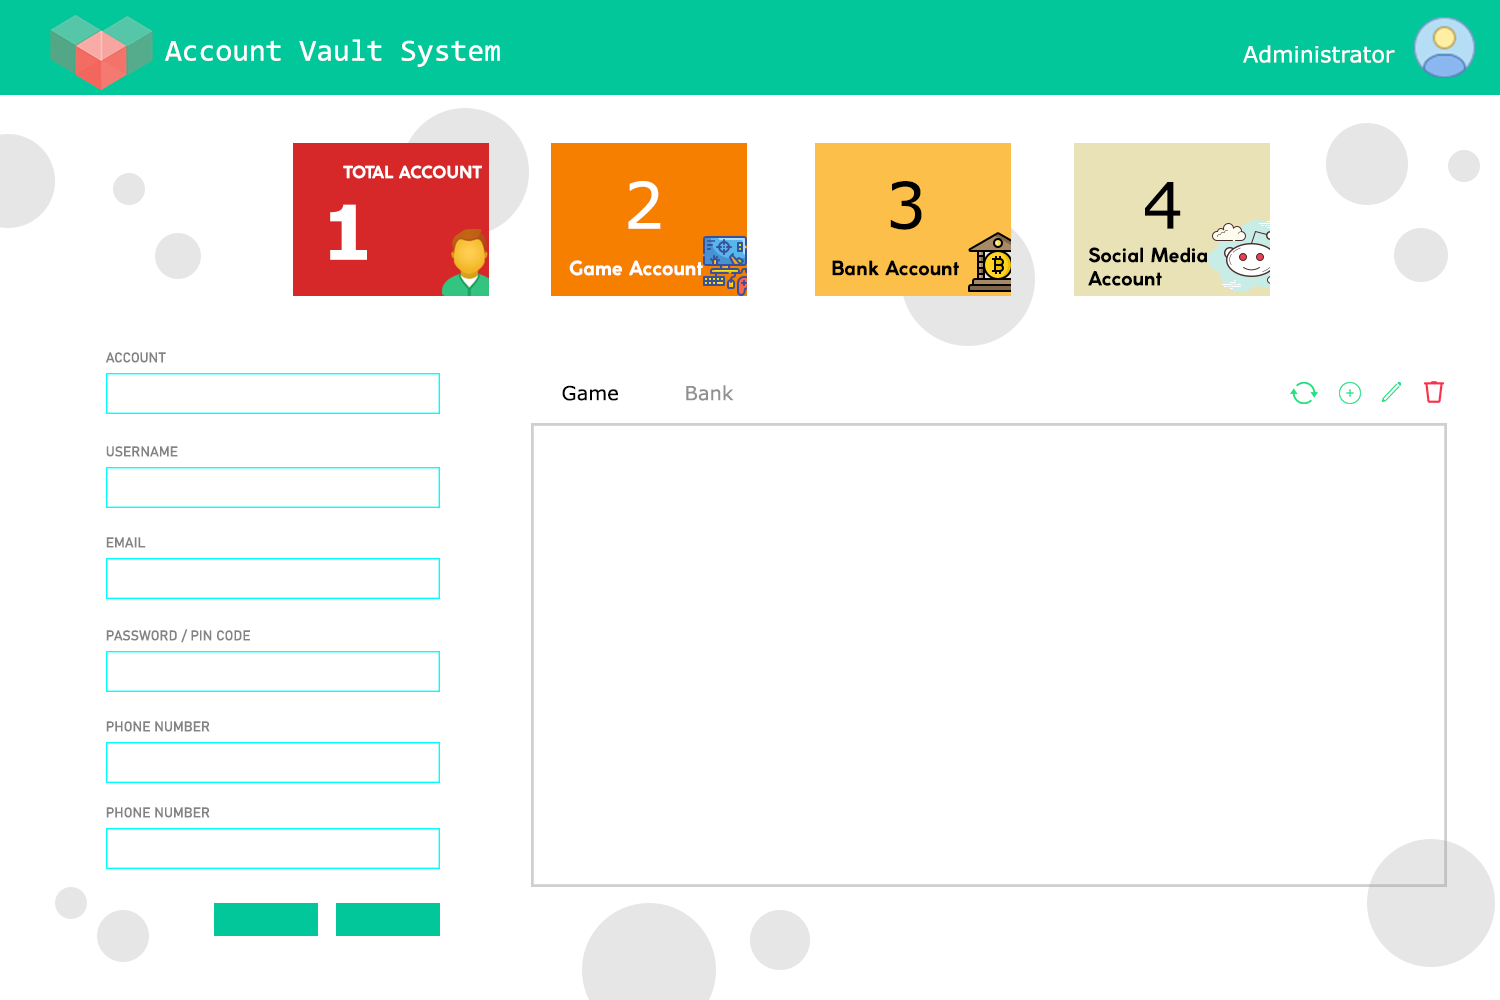 Account Vault System
Administrator
TOTAL ACCOUNT
1
2
Game Account
3
Bank Account
4
Social Media
Account
ACCOUNT
USERNAME
EMAIL
PASSWORD / PIN CODE
PHONE NUMBER
PHONE NUMBER
Game
Bank